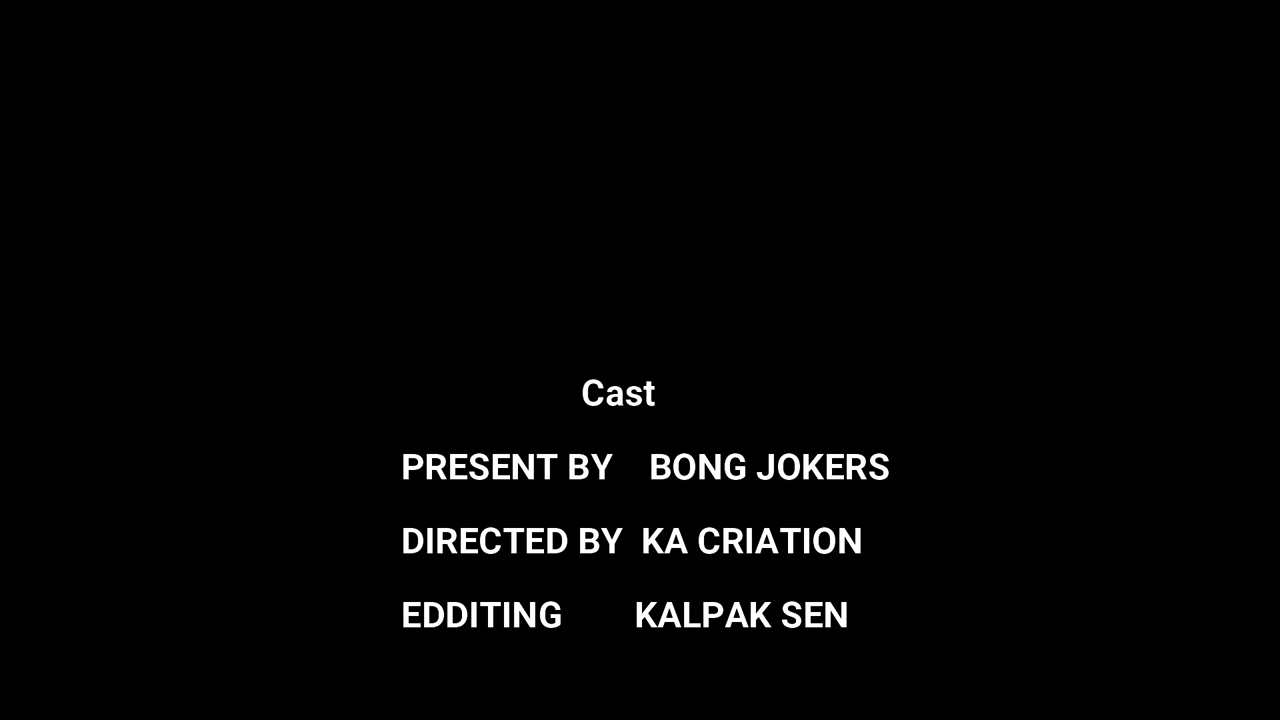 Cast
PRESENT BY BONG JOKERS
DIRECTED BY KA CRIATION
EDDITING KALPAK SEN